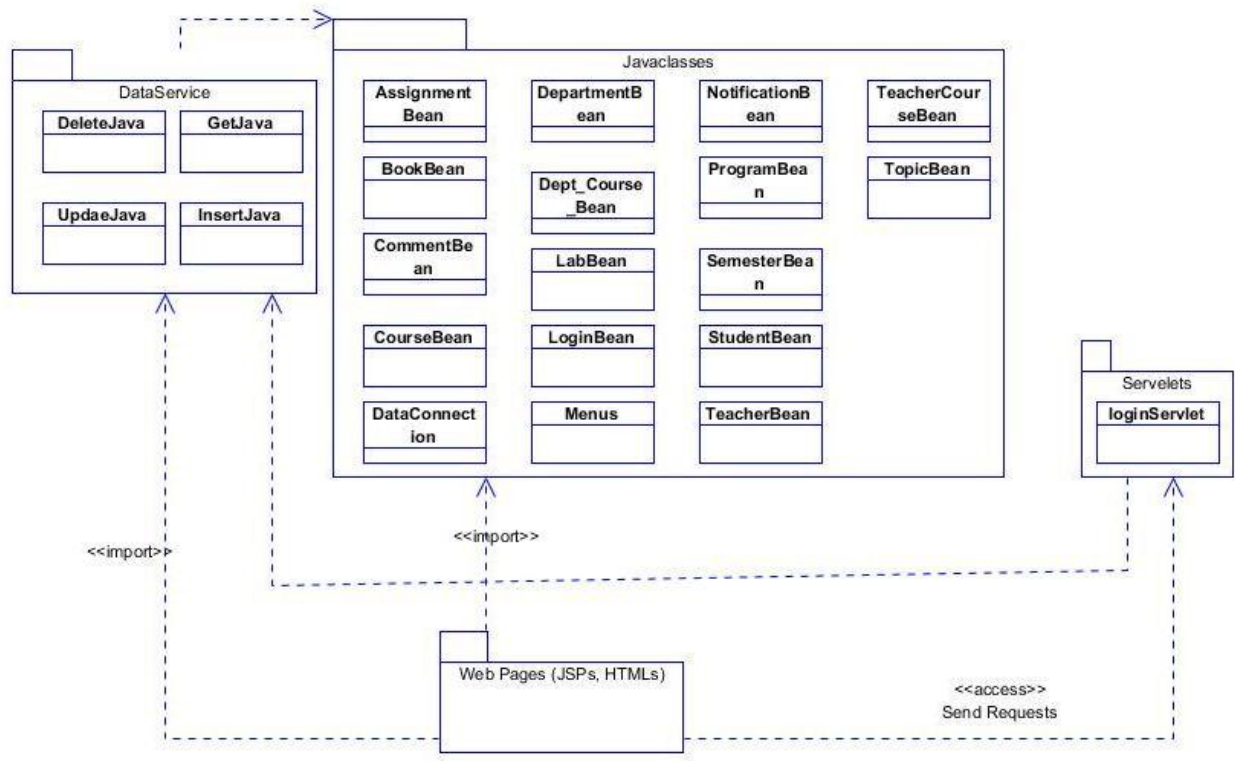 DataService
DeleteJava
GetJava
UpdaeJava
InsertJava
Javaclasses
Assignment
Bean
DepartmentB
ean
NotificationB
ean
TeacherCour
seBean
BookBean
Dept_Course
_Bean
ProgramBea
n
TopicBean
CommentBe
an
LabBean
SemesterBea
n
CourseBean
LoginBean
StudentBean
DataConnect
ion
Menus
TeacherBean
Servelets
loginServlet
<<import>>
<<import>>
Web Pages (JSPs, HTMLs)
<<access>>
Send Requests